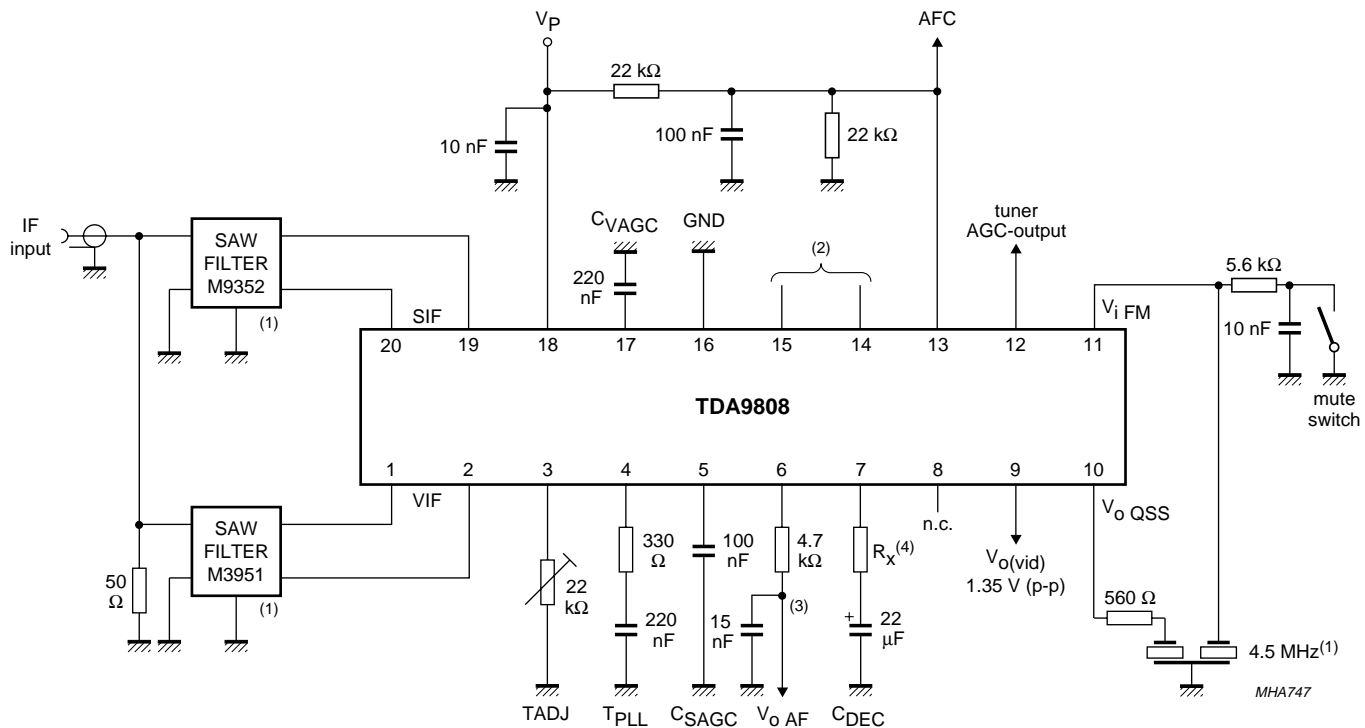 VP
AFC
22 kΩ
10 nF
100 nF
22 kΩ
IF
input
SAW
FILTER
M9352
(1)
CVAGC
GND
220
nF
(2)
tuner
AGC-output
5.6 kΩ
Vi FM
10 nF
mute
switch
SIF
20 19 18 17 16 15 14 13 12 11
TDA9808
1 2 3 4 5 6 7 8 9 10
VIF
SAW
FILTER
M3951
(1)
50
Ω
22
kΩ
330
Ω
220
nF
100
nF
4.7
kΩ
15
nF
(3)
Rx(4)
+
22
μF
n.c.
Vo(vid)
1.35 V (p-p)
Vo QSS
560 Ω
4.5 MHz(1)
TADJ
TPLL
CSAGC
Vo AF
CDEC
MHA747